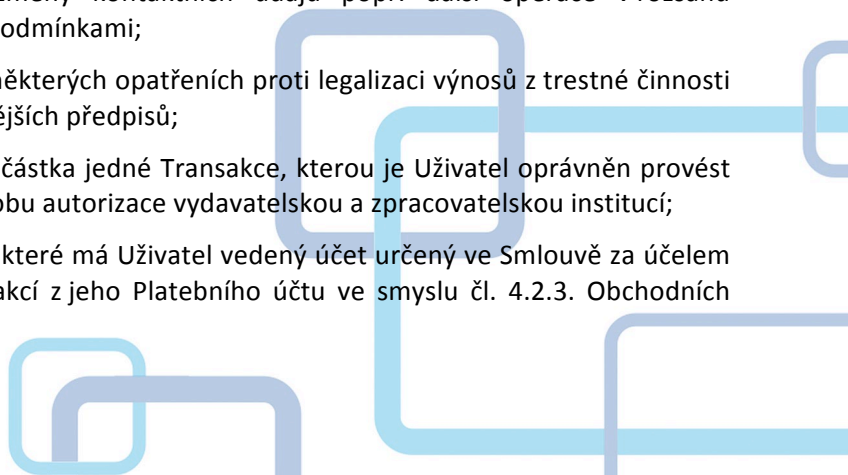 odmínkami;
ěkterých opatřeních proti legalizaci výnosů z trestné činnosti
ějších předpisů;
částka jedné Transakce, kterou je Uživatel oprávněn provést
obu autorizace vydavatelskou a zpracovatelskou institucí;
které má Uživatel vedený účet určený ve Smlouvě za účelem
akcí z jeho Platebního účtu ve smyslu čl. 4.2.3. Obchodních